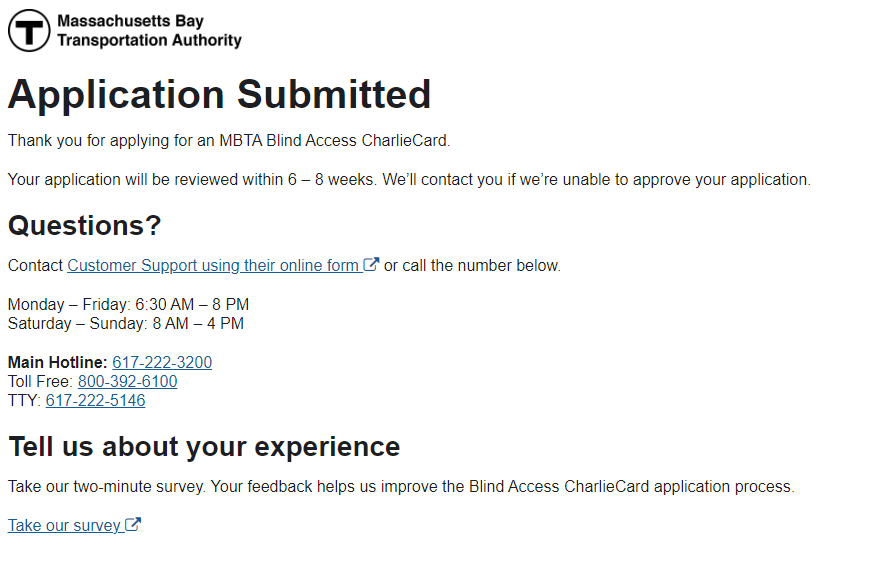 Massachusetts Bay
Transportation Authority
Application Submitted
Thank you for applying for an MBTA Blind Access CharlieCard.
Your application will be reviewed within 6 – 8 weeks. We’ll contact you if we’re unable to approve your application.
Questions?
Contact Customer Support using their online form or call the number below.
Monday – Friday: 6:30 AM – 8 PM
Saturday – Sunday: 8 AM – 4 PM
Main Hotline: 617-222-3200
Toll Free: 800-392-6100
TTY: 617-222-5146
Tell us about your experience
Take our two-minute survey. Your feedback helps us improve the Blind Access CharlieCard application process.
Take our survey